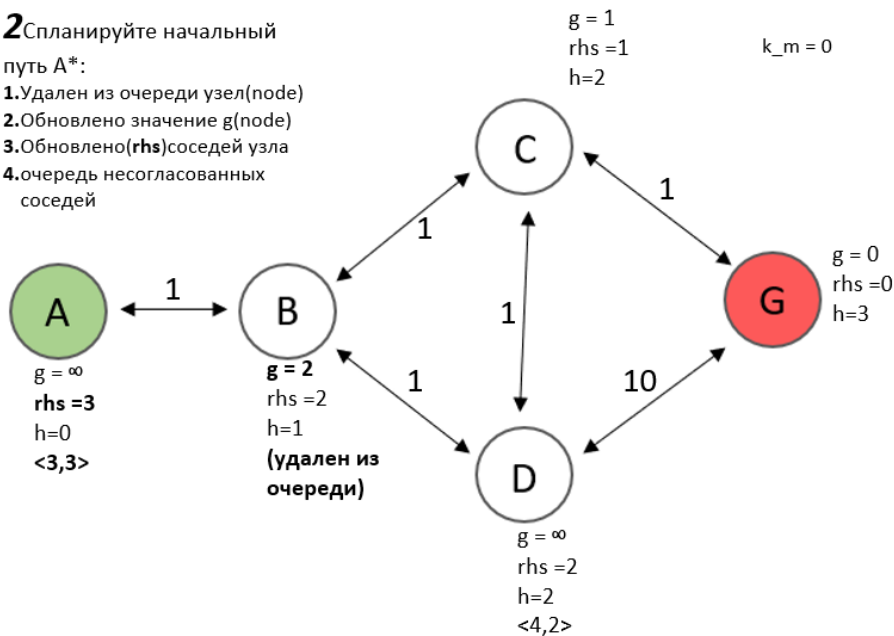 2Спланируйте начальный
путь A*:
1.Удален из очереди узел(node)
2.Обновлено значение g(node)
3.Обновлено(rhs)соседей узла
4.очередь несогласованных
соседей
g = 1
rhs =1
h=2
k_m = 0
C
1
1
1
A
1
B
G
g = 0
rhs =0
h=3
g = ∞
rhs =3
h=0
<3,3>
g = 2
rhs =2
h=1
(удален из
очереди)
1
10
D
g = ∞
rhs =2
h=2
<4,2>